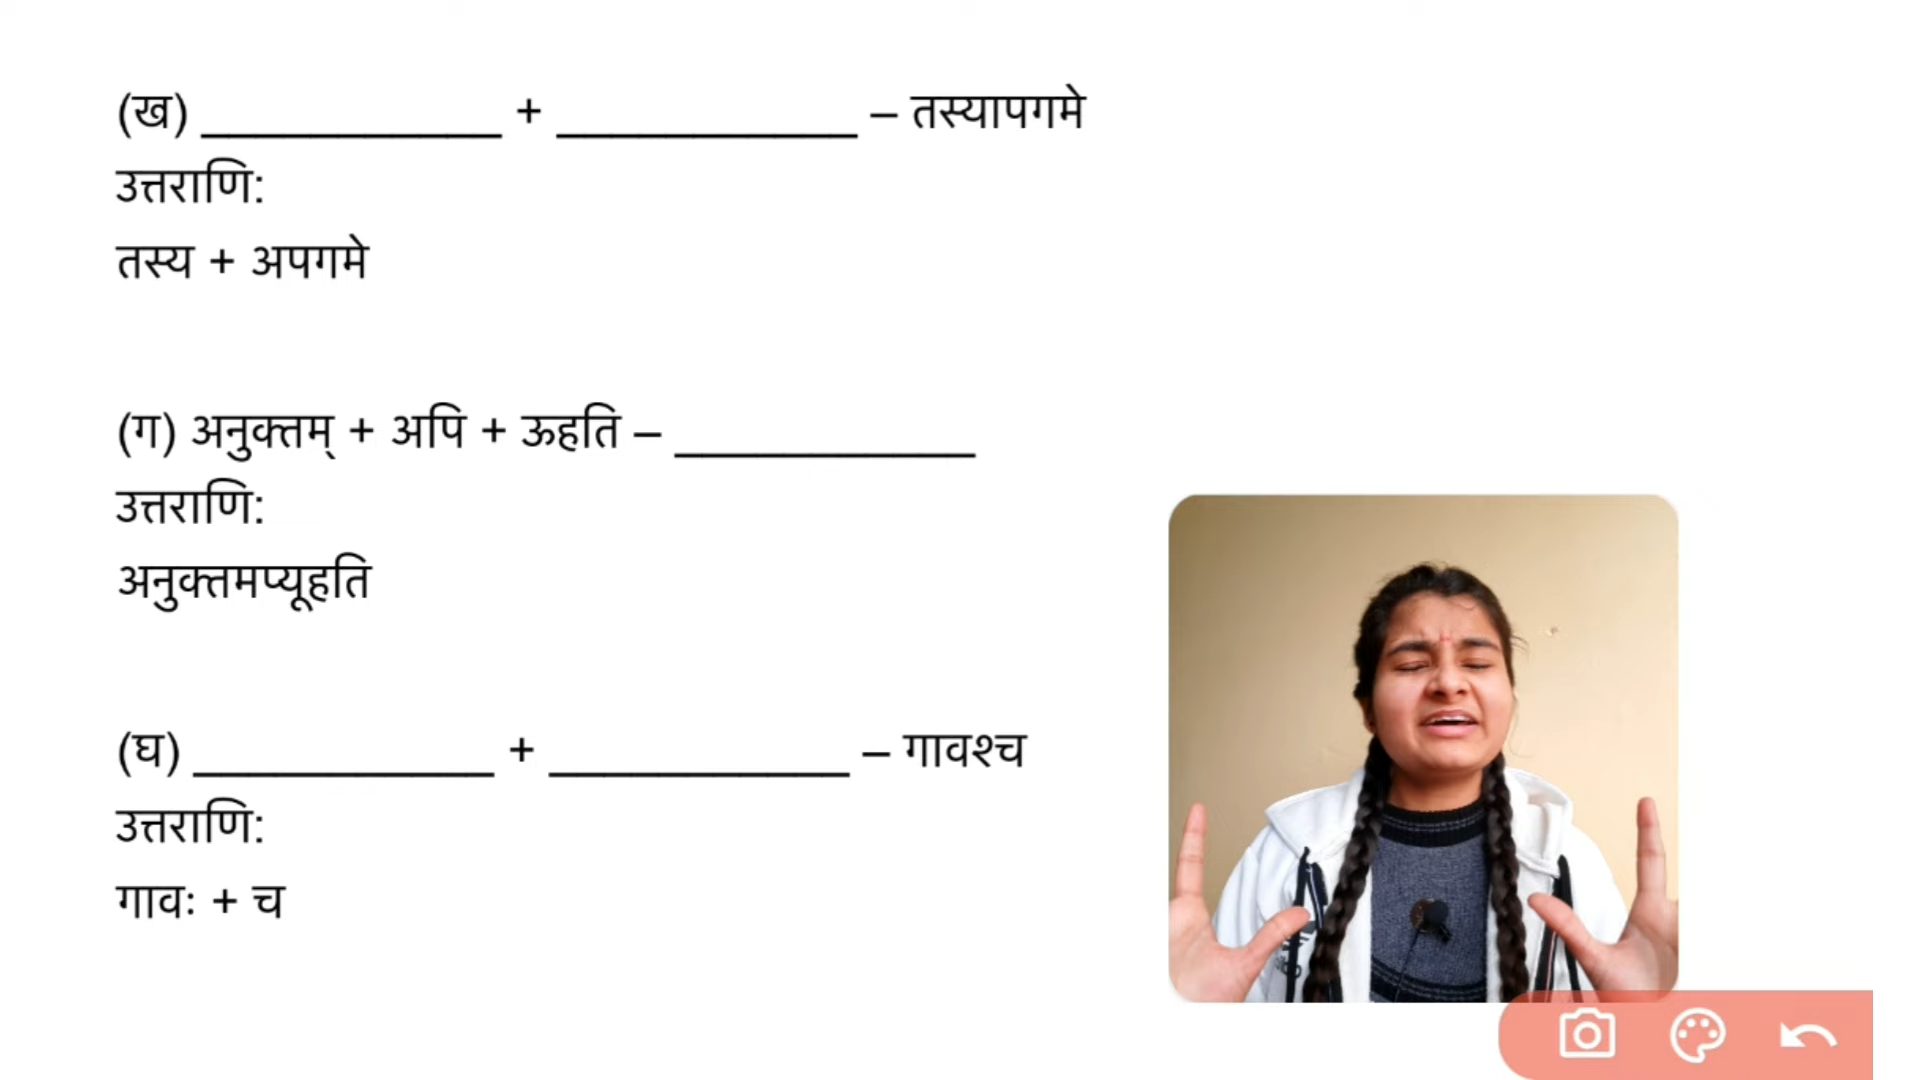 (ख) ____________ + ____________ – तस्यापगमे
उत्तराणि:
तस्य + अपगमे
(ग) अनुक्तम् + अपि + ऊहति – ____________
उत्तराणि:
अनुक्तमप्यूहति
(घ) ____________ + ____________ – गावश्च
उत्तराणि:
गावः + च